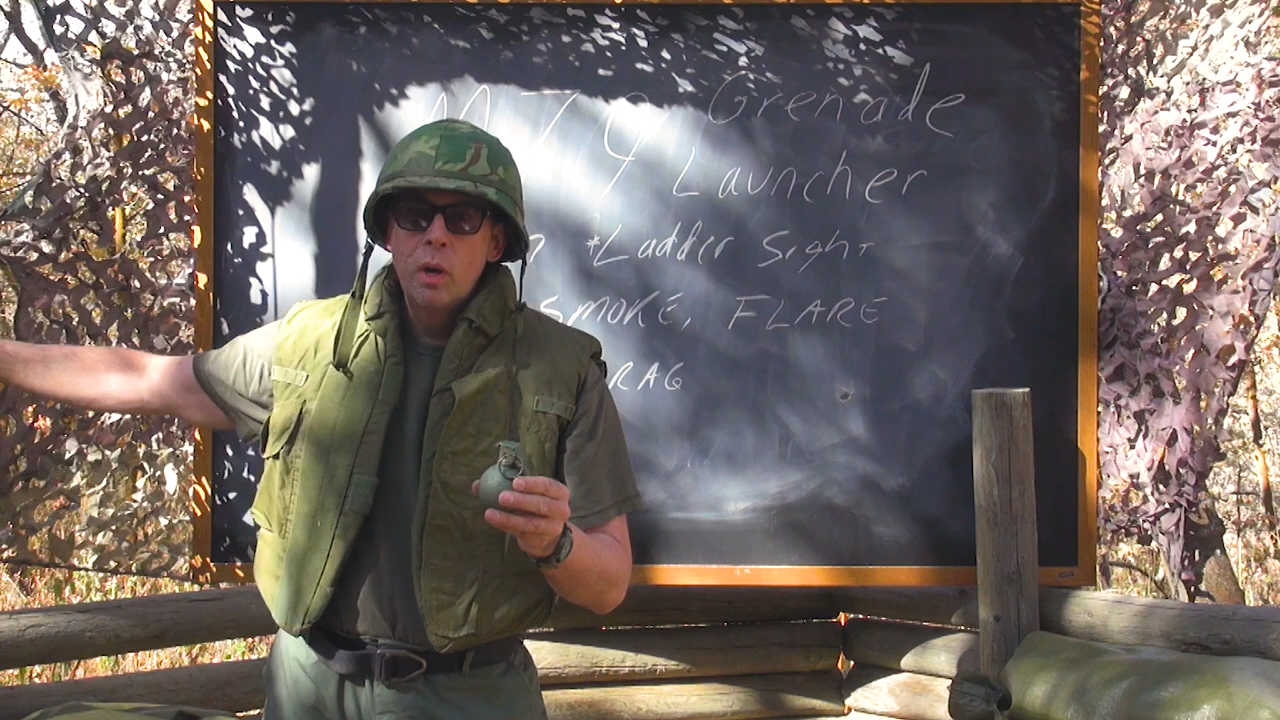 M79 Grenade
Launcher
*Ladder Sight
SMOKE, FLARE
RAG